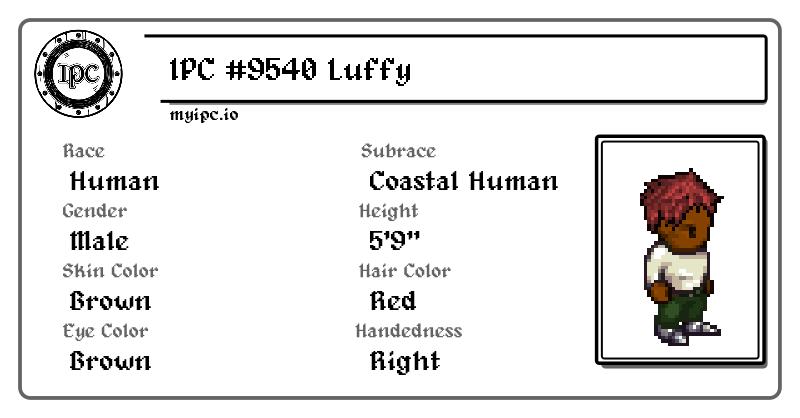 IPC
IPC #9540 Luffy
myipc.io
Race
Human
Subrace
Coastal Human
Gender
Male
Height
5'9"
Skin Color
Brown
Hair Color
Red
Eye Color
Brown
Handedness
Right